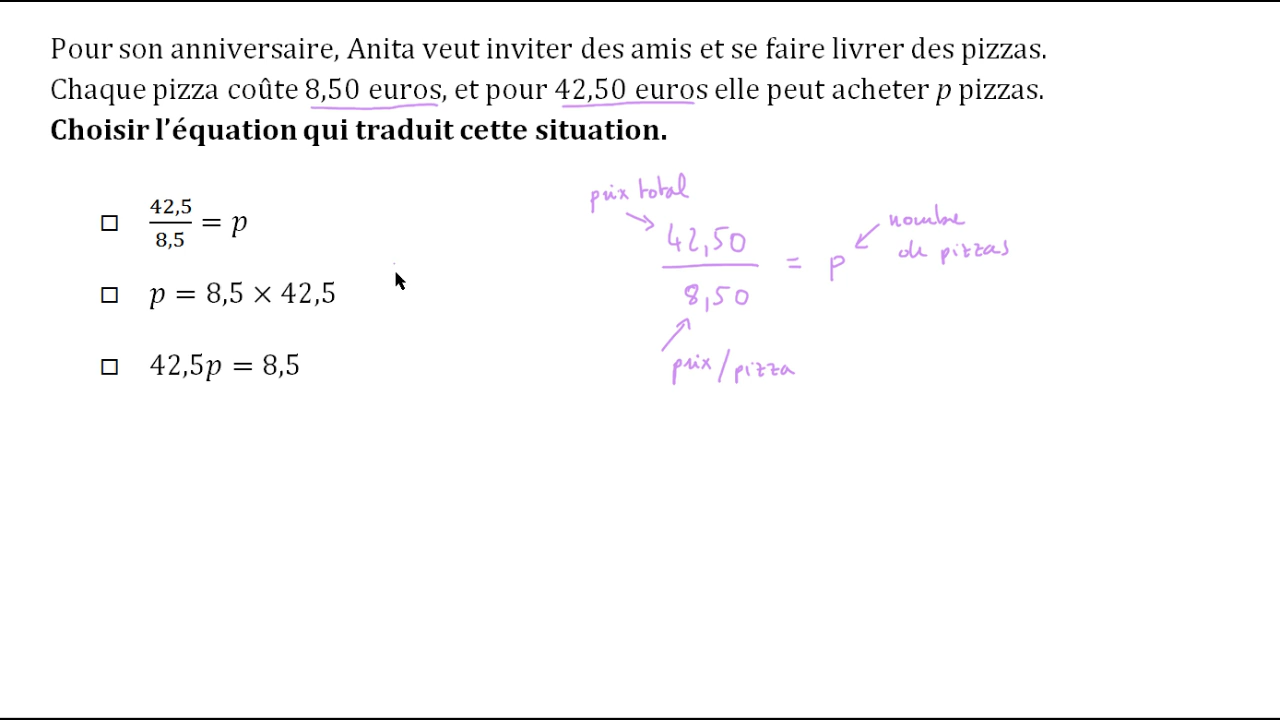 Pour son anniversaire, Anita veut inviter des amis et se faire livrer des pizzas.
Chaque pizza coûte 8,50 euros, et pour 42,50 euros elle peut acheter p pizzas.
Choisir l’équation qui traduit cette situation.
42,5
8,5
= p
p = 8,5 × 42,5
42,5p = 8,5
prix total
42,50
8,50
= p
nombre
de pizzas
prix/pizza